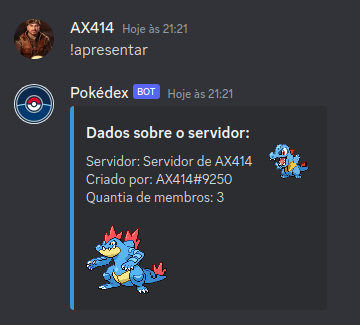 AX414 Hoje às 21:21
!apresentar
Pokédex BOT Hoje às 21:21
Dados sobre o servidor:
Servidor: Servidor de AX414
Criado por: AX414#9250
Quantia de membros: 3